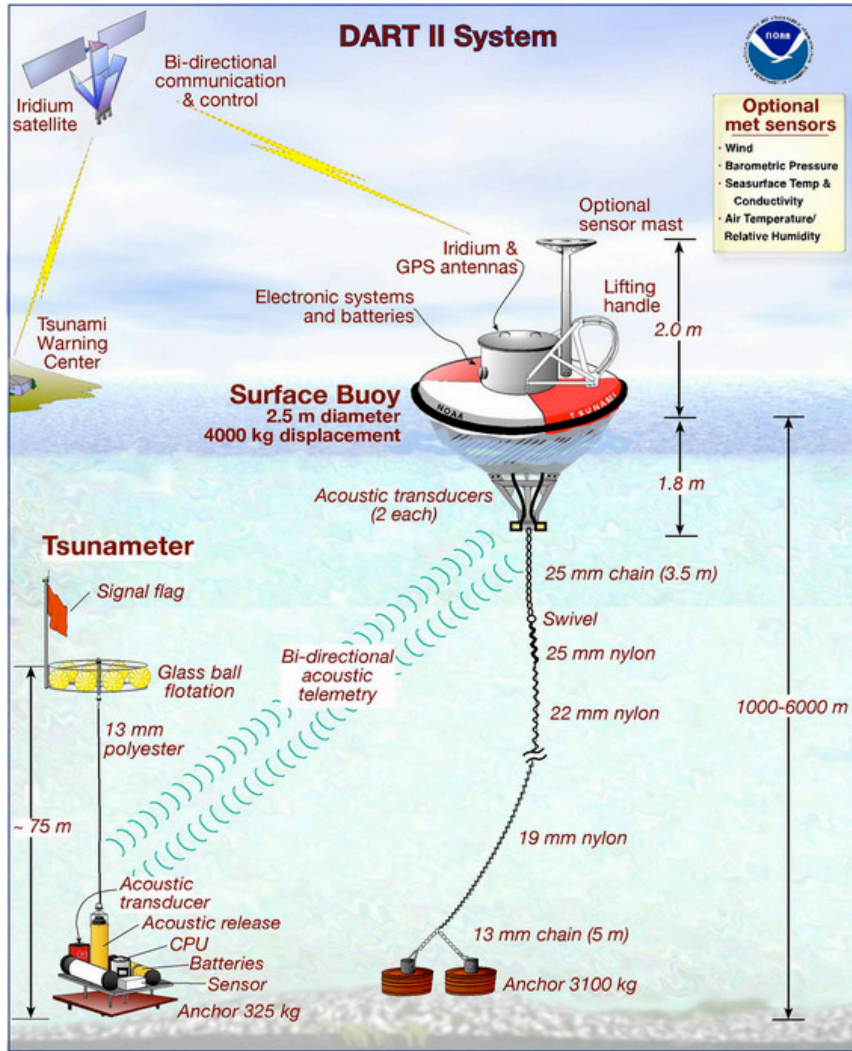 DART II System
NOAA
Iridium
satellite
Bi-directional
communication
& control
Optional
met sensors
• Wind
• Barometric Pressure
• Seasurface Temp &
Conductivity
• Air Temperature/
Relative Humidity
Optional
sensor mast
Iridium &
GPS antennas
Electronic systems
and batteries
Lifting
handle
2.0 m
Tsunami
Warning
Center
Surface Buoy
2.5 m diameter
4000 kg displacement
NOAA
TSUNAMI
1.8 m
Acoustic transducers
(2 each)
Tsunameter
Signal flag
25 mm chain (3.5 m)
Swivel
25 mm nylon
Glass ball
flotation
Bi-directional
acoustic
telemetry
22 mm nylon
1000-6000 m
13 mm
polyester
~ 75 m
19 mm nylon
Acoustic
transducer
Acoustic release
CPU
Batteries
Sensor
Anchor 325 kg
13 mm chain (5 m)
Anchor 3100 kg